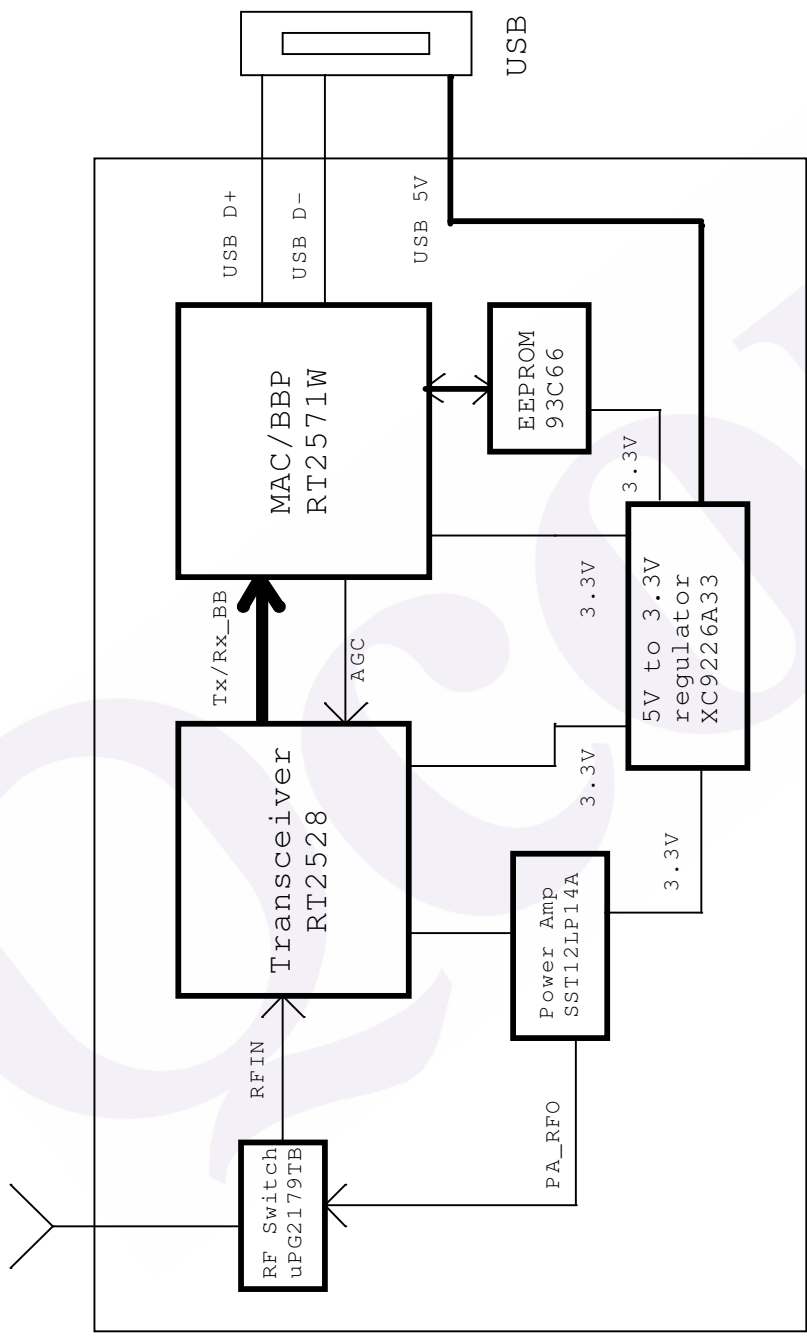 USB
USB D+
USB D-
USB 5V
MAC/BBP
RT2571W
EEPROM
93C66
3.3V
Tx/Rx_BB
AGC
3.3V
5V to 3.3V
regulator
XC9226A33
Transceiver
RT2528
3.3V
3.3V
Power Amp
SST12LP14A
RFIN
PA_RFO
RF Switch
uPG2179TB
Qcom